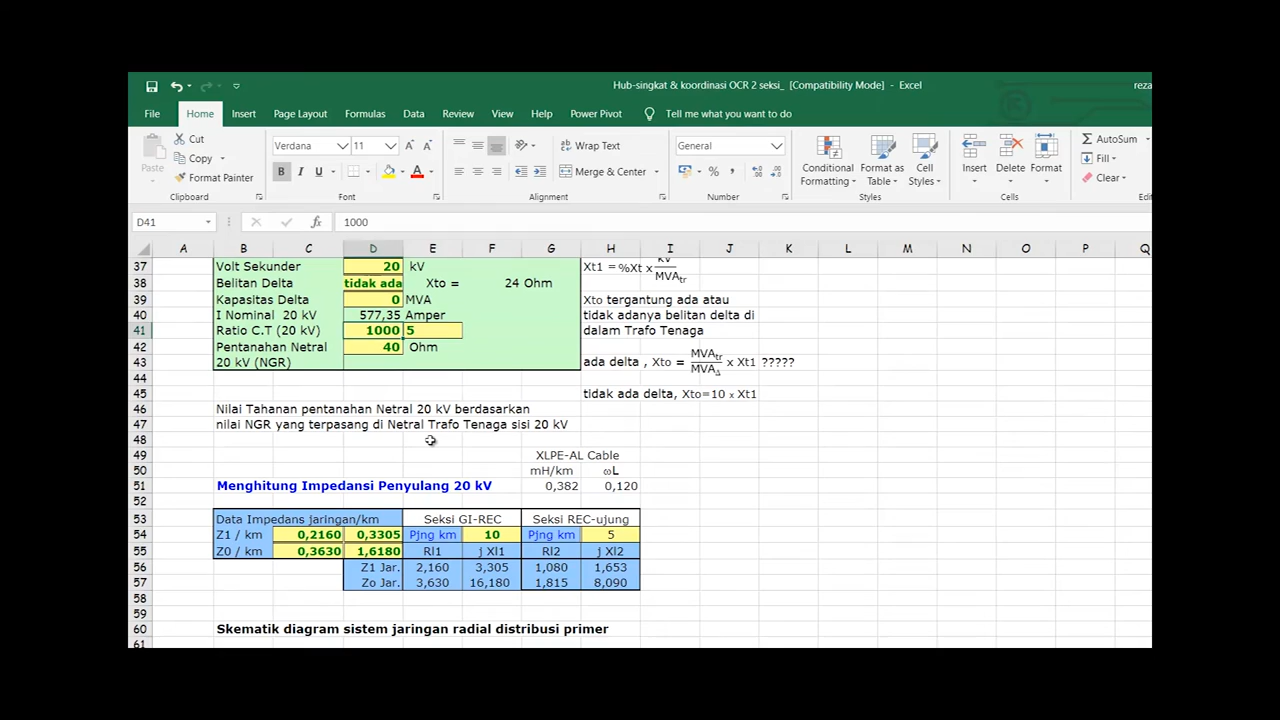 Hub-singkat & koordinasi OCR 2 seksi_ [Compatibility Mode] - Excel
reza
File Home Insert Page Layout Formulas Data Review View Help Power Pivot Tell me what you want to do
Cut
Copy
Format Painter
Paste
Clipboard
Verdana 11
B I U
Font
Wrap Text
Merge & Center
Alignment
General
Number
Conditional Formatting
Format as Table
Cell Styles
Styles
Insert Delete Format
Cells
AutoSum
Fill
Clear
D41 fx 1000
A B C D E F G H I J K L M N O P Q
37 Volt Sekunder 20 kV Xt1 = %Xt x kV / MVAtr
38 Belitan Delta tidak ada Xto = 24 Ohm
39 Kapasitas Delta 0 MVA Xto tergantung ada atau
40 I Nominal 20 kV 577,35 Amper tidak adanya belitan delta di
41 Ratio C.T (20 kV) 1000 5 dalam Trafo Tenaga
42 Pentanahan Netral 40 Ohm
43 20 kV (NGR) ada delta , Xto = MVAtr / MVAΔ x Xt1 ?????
44
45 tidak ada delta, Xto=10 x Xt1
46 Nilai Tahanan pentanahan Netral 20 kV berdasarkan
47 nilai NGR yang terpasang di Netral Trafo Tenaga sisi 20 kV
48
49 XLPE-AL Cable
50 mH/km ωL
51 Menghitung Impedansi Penyulang 20 kV 0,382 0,120
52
53 Data Impedans jaringan/km Seksi GI-REC Seksi REC-ujung
54 Z1 / km 0,2160 0,3305 Pjng km 10 Pjng km 5
55 Z0 / km 0,3630 1,6180 Rl1 j Xl1 Rl2 j Xl2
56 Z1 Jar. 2,160 3,305 1,080 1,653
57 Zo Jar. 3,630 16,180 1,815 8,090
58
59
60 Skematik diagram sistem jaringan radial distribusi primer
61